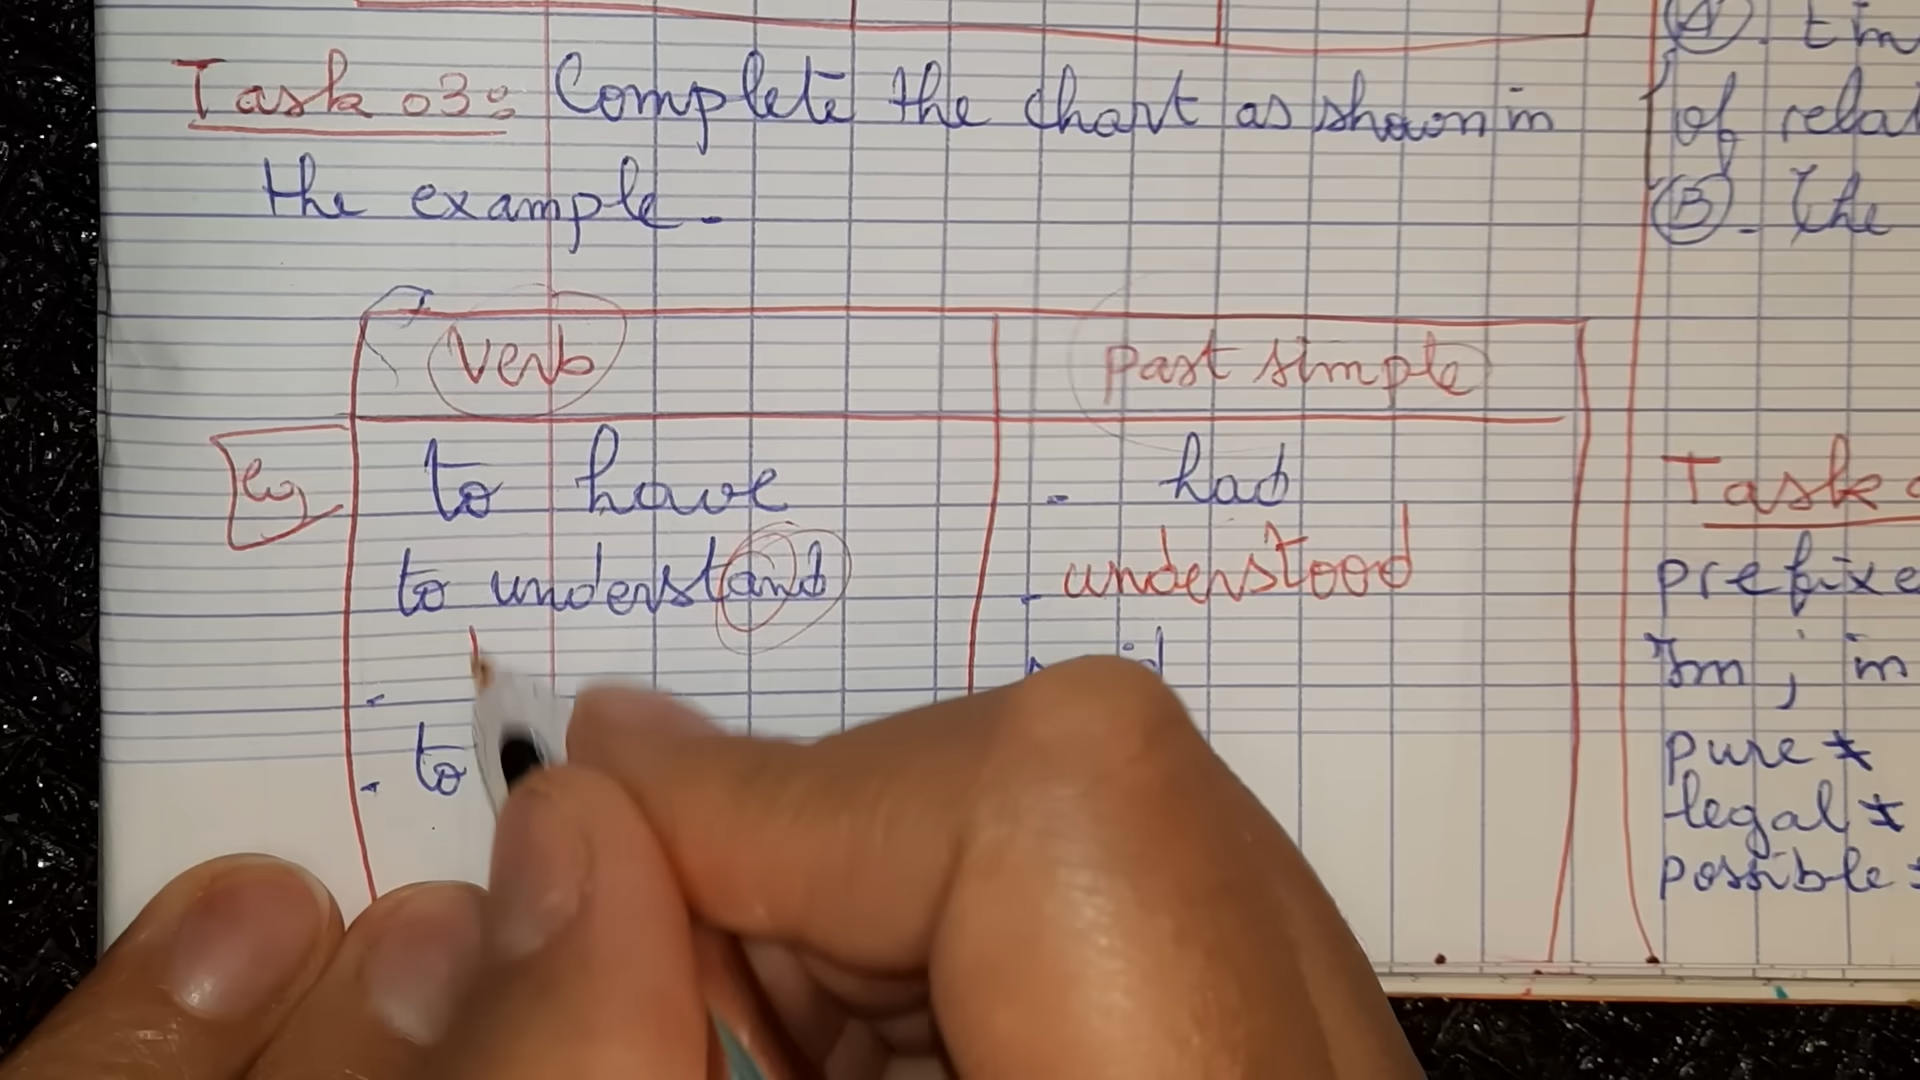 Task 03: Complete the chart as shown in
the example.
Verb
past simple
eg
to have
- had
to understand
- understood
-
- to
A. 
of
B. The
Task
prefixe
im ; in
pure ≠
legal ≠
possible ≠